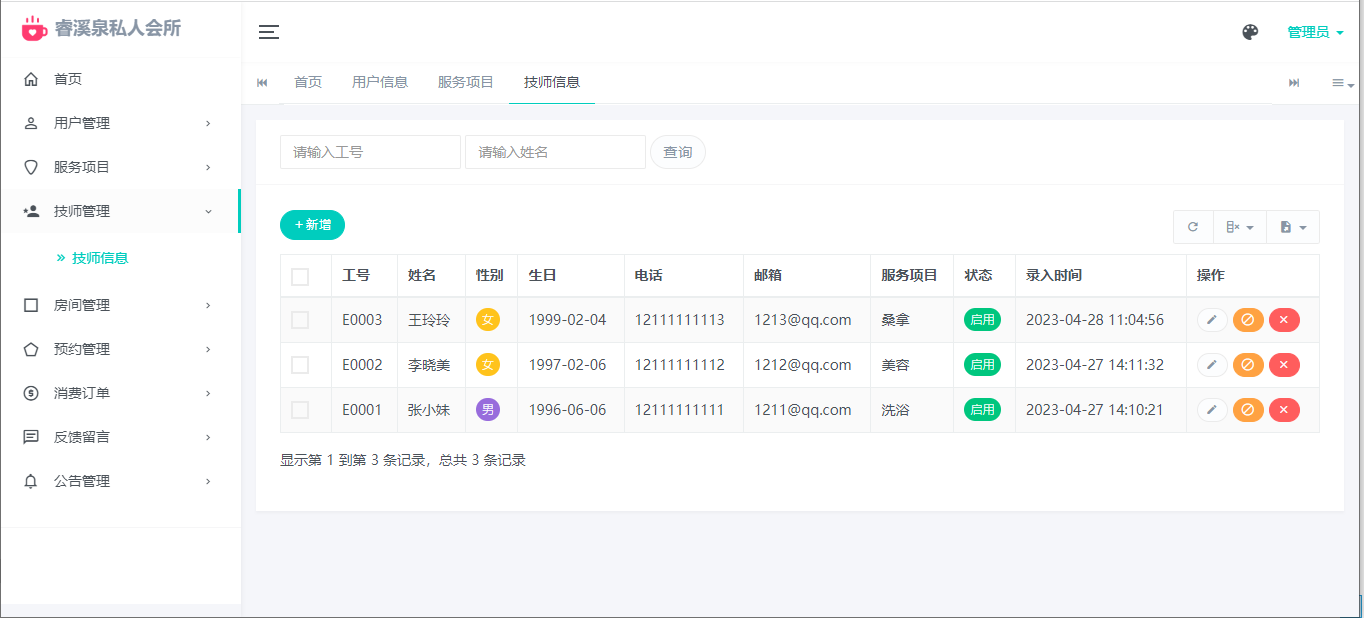 睿溪泉私人会所
管理员
首页
用户管理
服务项目
技师管理
技师信息
房间管理
预约管理
消费订单
反馈留言
公告管理
首页 用户信息 服务项目 技师信息
请输入工号 请输入姓名 查询
+新增
工号 姓名 性别 生日 电话 邮箱 服务项目 状态 录入时间 操作
E0003 王玲玲 女 1999-02-04 12111111113 1213@qq.com 桑拿 启用 2023-04-28 11:04:56
E0002 李晓美 女 1997-02-06 12111111112 1212@qq.com 美容 启用 2023-04-27 14:11:32
E0001 张小妹 男 1996-06-06 12111111111 1211@qq.com 洗浴 启用 2023-04-27 14:10:21
显示第 1 到第 3 条记录，总共 3 条记录